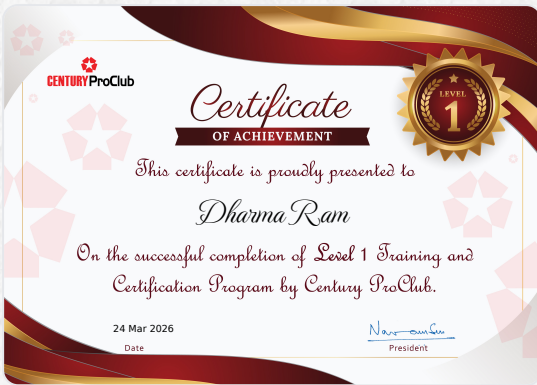 CENTURY ProClub
LEVEL
1
Certificate
OF ACHIEVEMENT
This certificate is proudly presented to
Dharma Ram
On the successful completion of Level 1 Training and
Certification Program by Century ProClub.
24 Mar 2026
Date
President